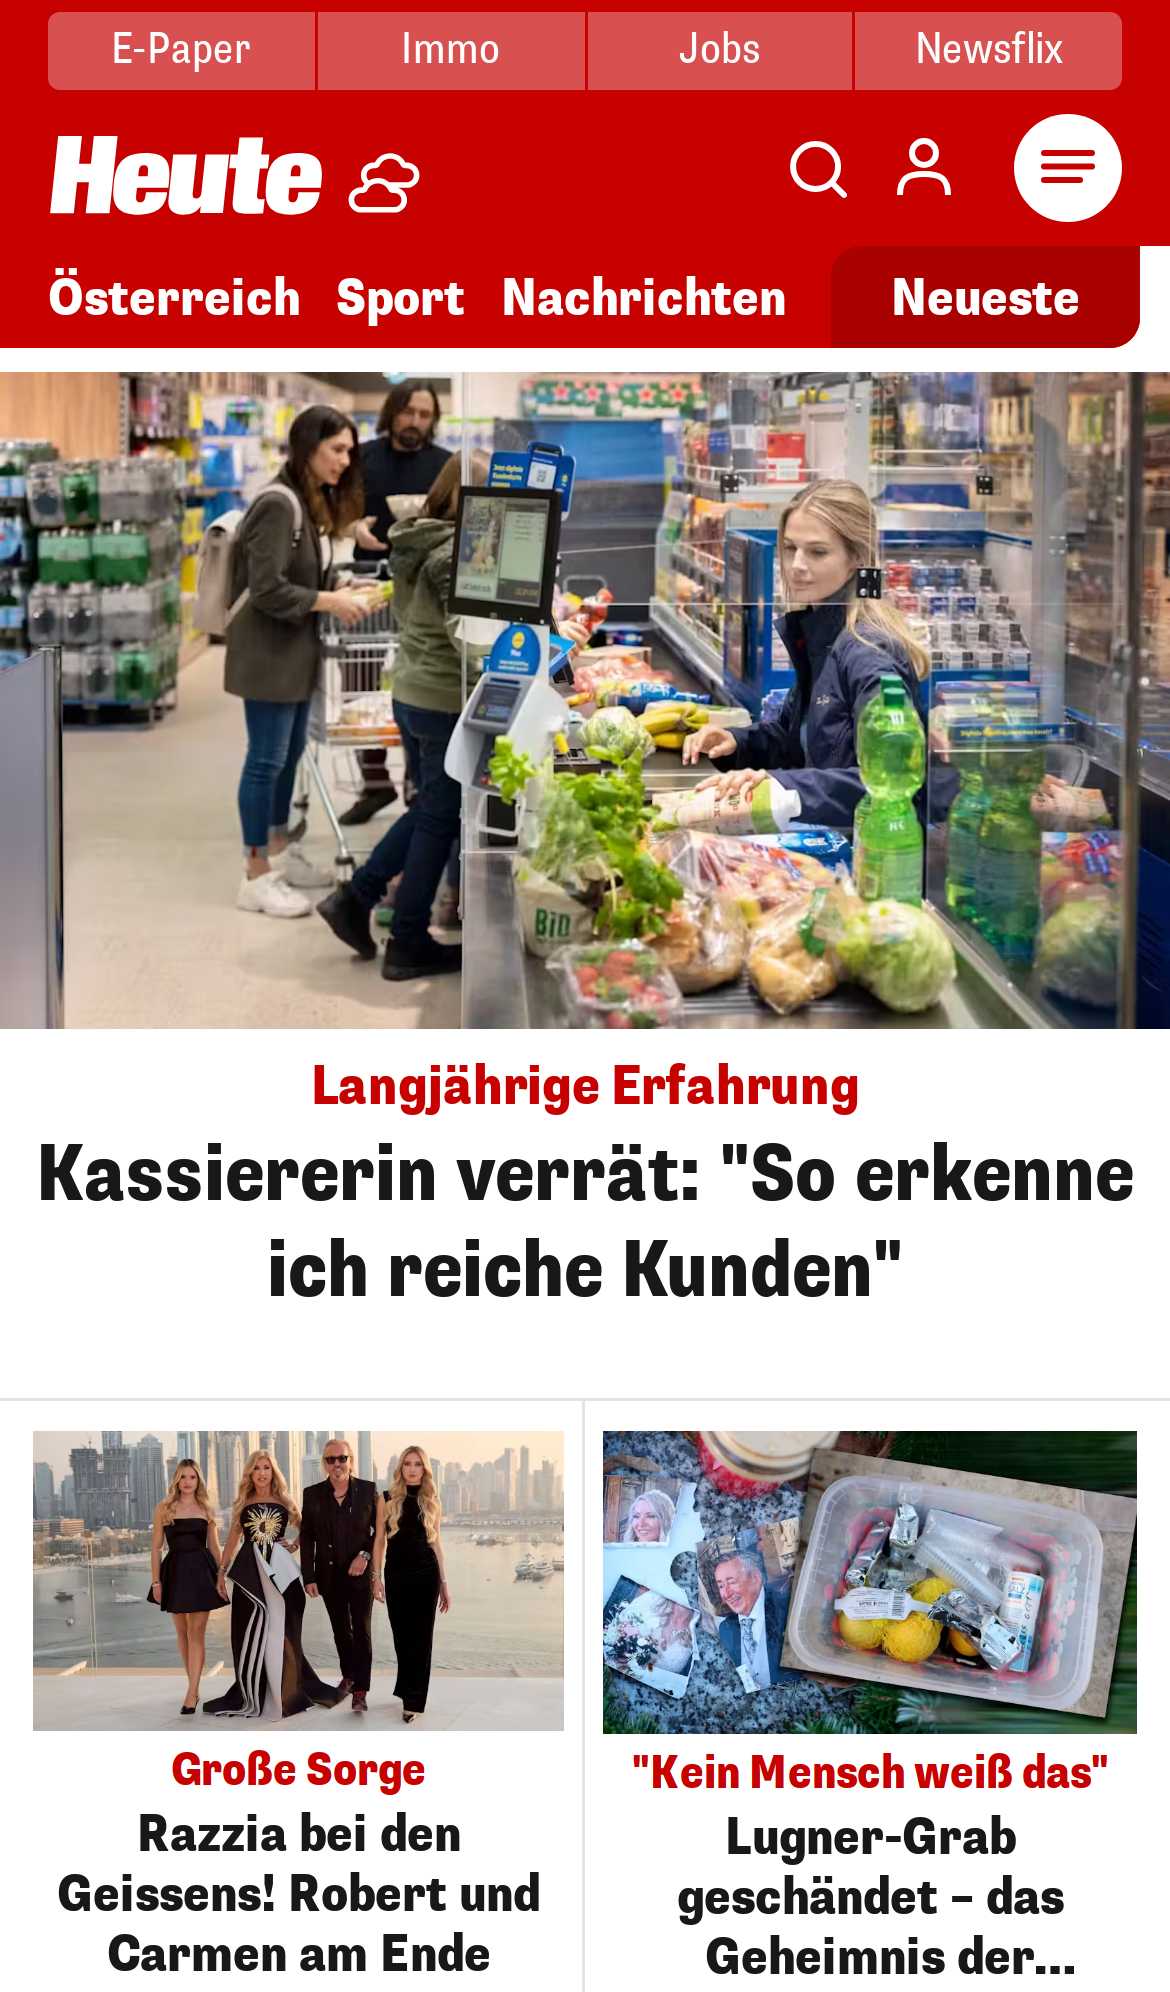 E-Paper Immo Jobs Newsflix
Heute
Österreich Sport Nachrichten Neueste
BiO
Langjährige Erfahrung
Kassiererin verrät: "So erkenne
ich reiche Kunden"
Große Sorge
Razzia bei den
Geissens! Robert und
Carmen am Ende
"Kein Mensch weiß das"
Lugner-Grab
geschändet – das
Geheimnis der...